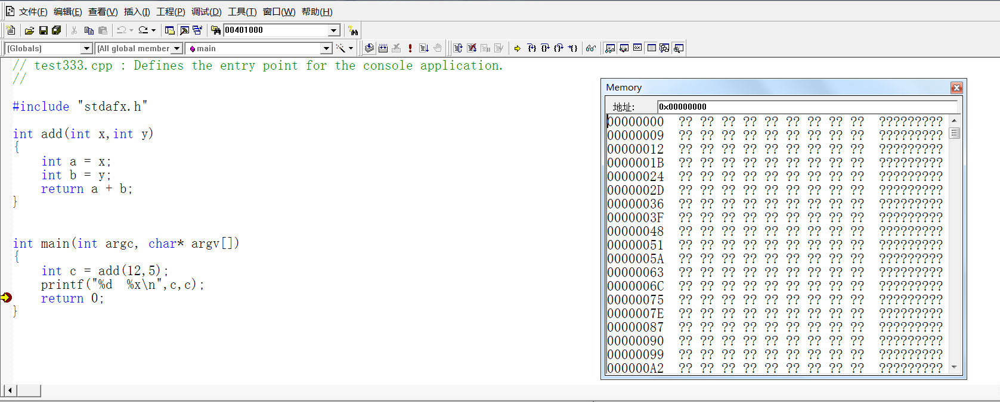 文件(F) 编辑(E) 查看(V) 插入(I) 工程(P) 调试(D) 工具(T) 窗口(W) 帮助(H)
00401000
(Globals) (All global member main
// test333.cpp : Defines the entry point for the console application.
//
#include "stdafx.h"
int add(int x,int y)
{
    int a = x;
    int b = y;
    return a + b;
}
int main(int argc, char* argv[])
{
    int c = add(12,5);
    printf("%d  %x\n",c,c);
    return 0;
}
Memory
地址: 0x00000000
00000000 ?? ?? ?? ?? ?? ?? ?? ?? ?? ?????????
00000009 ?? ?? ?? ?? ?? ?? ?? ?? ?? ?????????
00000012 ?? ?? ?? ?? ?? ?? ?? ?? ?? ?????????
0000001B ?? ?? ?? ?? ?? ?? ?? ?? ?? ?????????
00000024 ?? ?? ?? ?? ?? ?? ?? ?? ?? ?????????
0000002D ?? ?? ?? ?? ?? ?? ?? ?? ?? ?????????
00000036 ?? ?? ?? ?? ?? ?? ?? ?? ?? ?????????
0000003F ?? ?? ?? ?? ?? ?? ?? ?? ?? ?????????
00000048 ?? ?? ?? ?? ?? ?? ?? ?? ?? ?????????
00000051 ?? ?? ?? ?? ?? ?? ?? ?? ?? ?????????
0000005A ?? ?? ?? ?? ?? ?? ?? ?? ?? ?????????
00000063 ?? ?? ?? ?? ?? ?? ?? ?? ?? ?????????
0000006C ?? ?? ?? ?? ?? ?? ?? ?? ?? ?????????
00000075 ?? ?? ?? ?? ?? ?? ?? ?? ?? ?????????
0000007E ?? ?? ?? ?? ?? ?? ?? ?? ?? ?????????
00000087 ?? ?? ?? ?? ?? ?? ?? ?? ?? ?????????
00000090 ?? ?? ?? ?? ?? ?? ?? ?? ?? ?????????
00000099 ?? ?? ?? ?? ?? ?? ?? ?? ?? ?????????
000000A2 ?? ?? ?? ?? ?? ?? ?? ?? ?? ?????????